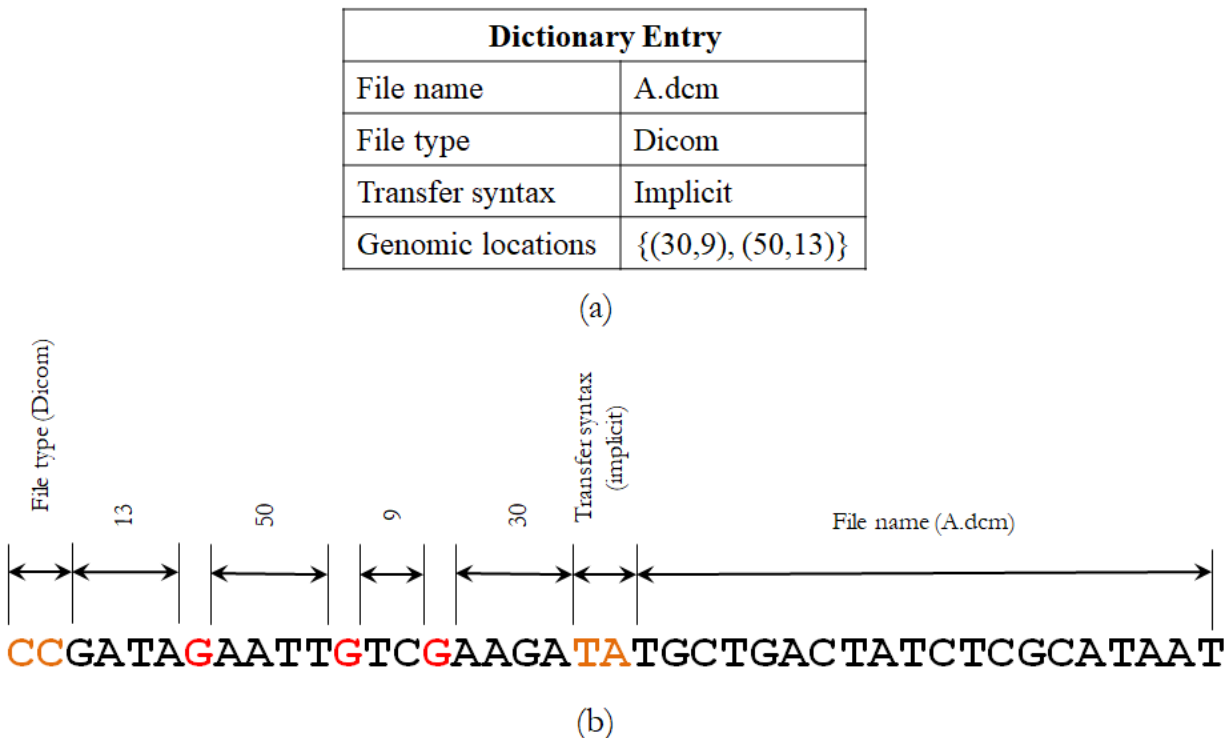 Dictionary Entry
File name A.dcm
File type Dicom
Transfer syntax Implicit
Genomic locations {(30,9), (50,13)}
(a)
File type (Dicom)
13
50
9
30
Transfer syntax
(implicit)
File name (A.dcm)
CCGATAGAATTGTCGAAGATATGCTGACTATCTCGCATAAT
(b)